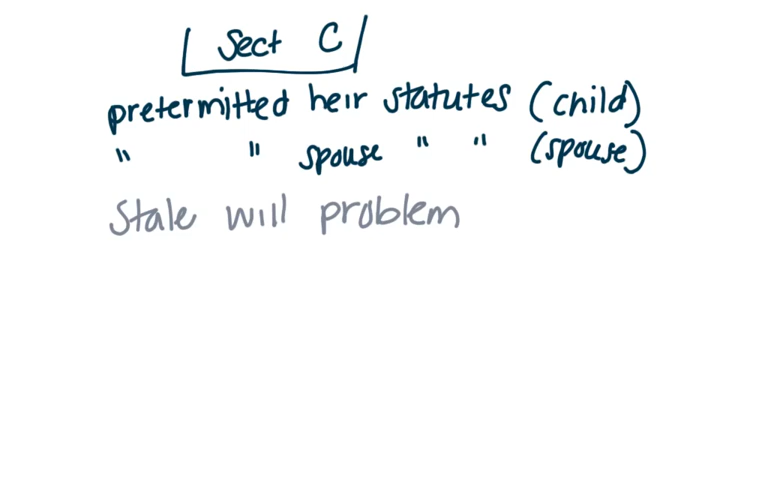 Sect C
pretermitted heir statutes (child)
" " spouse " " (spouse)
Stale will problem